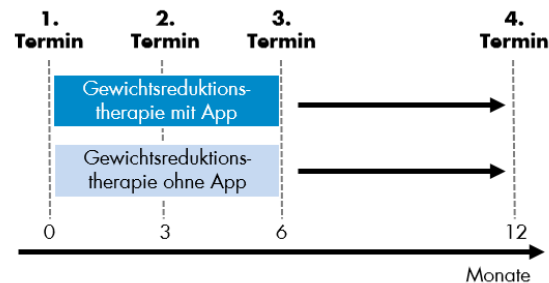 1. 2. 3. 4.
Termin Termin Termin Termin
Gewichtsreduktions-
therapie mit App
Gewichtsreduktions-
therapie ohne App
0 3 6 12
Monate